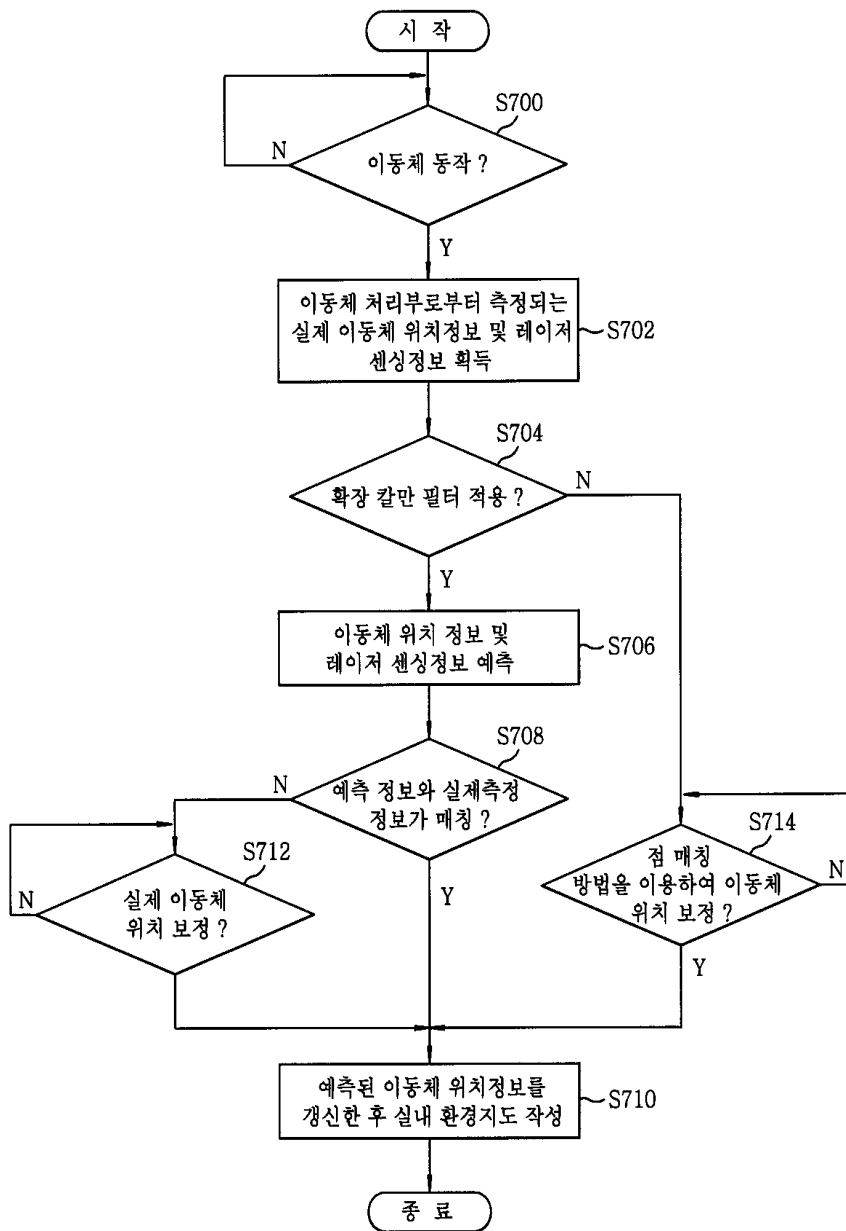 시 작
S700
N
이동체 동작 ?
Y
이동체 처리부로부터 측정되는
실제 이동체 위치정보 및 레이저
센싱정보 획득
S702
S704
확장 칼만 필터 적용 ?
N
Y
이동체 위치 정보 및
레이저 센싱정보 예측
S706
S708
N
예측 정보와 실제측정
정보가 매칭 ?
Y
S712
N
실제 이동체
위치 보정 ?
S714
점 매칭
방법을 이용하여 이동체
위치 보정 ?
N
Y
예측된 이동체 위치정보를
갱신한 후 실내 환경지도 작성
S710
종 료